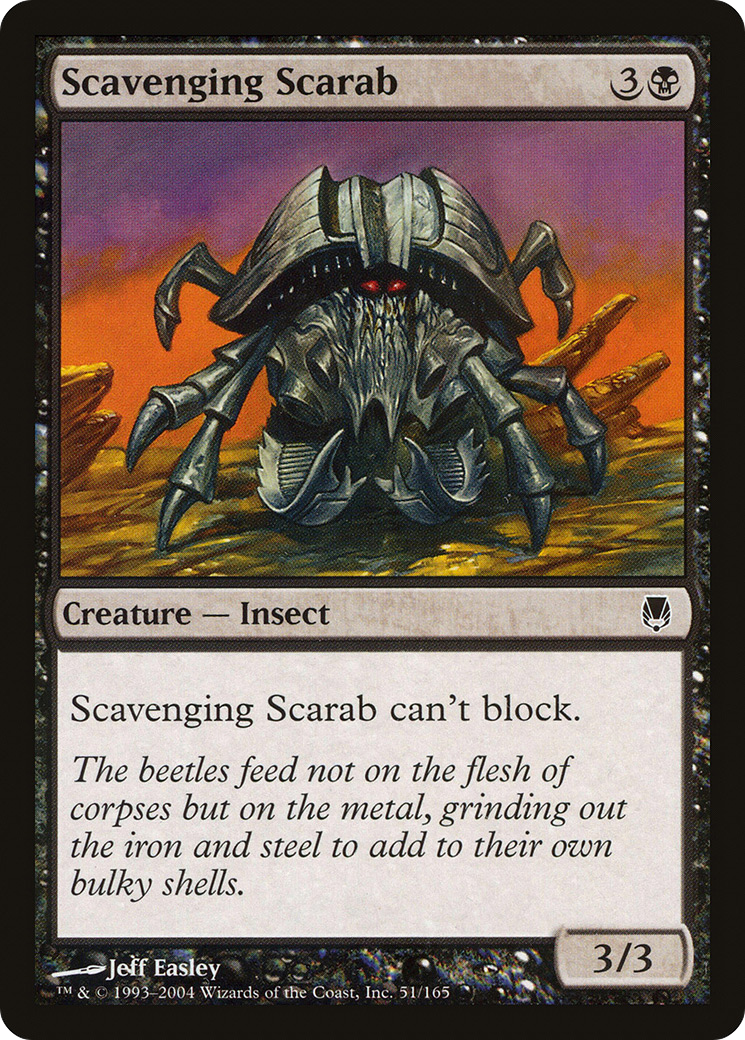 Scavenging Scarab 3
Creature — Insect
Scavenging Scarab can't block.
The beetles feed not on the flesh of
corpses but on the metal, grinding out
the iron and steel to add to their own
bulky shells.
3/3
Jeff Easley
™ & © 1993–2004 Wizards of the Coast, Inc. 51/165